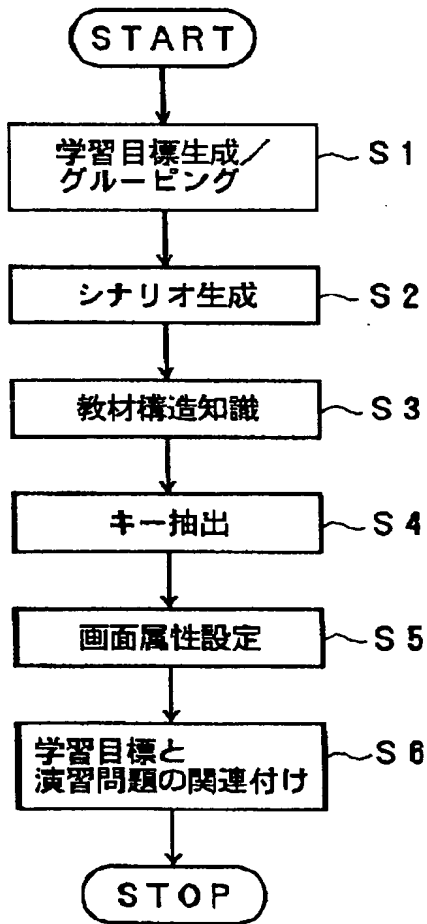 START
学習目標生成／
グルーピング
S1
シナリオ生成
S2
教材構造知識
S3
キー抽出
S4
画面属性設定
S5
学習目標と
演習問題の関連付け
S6
STOP